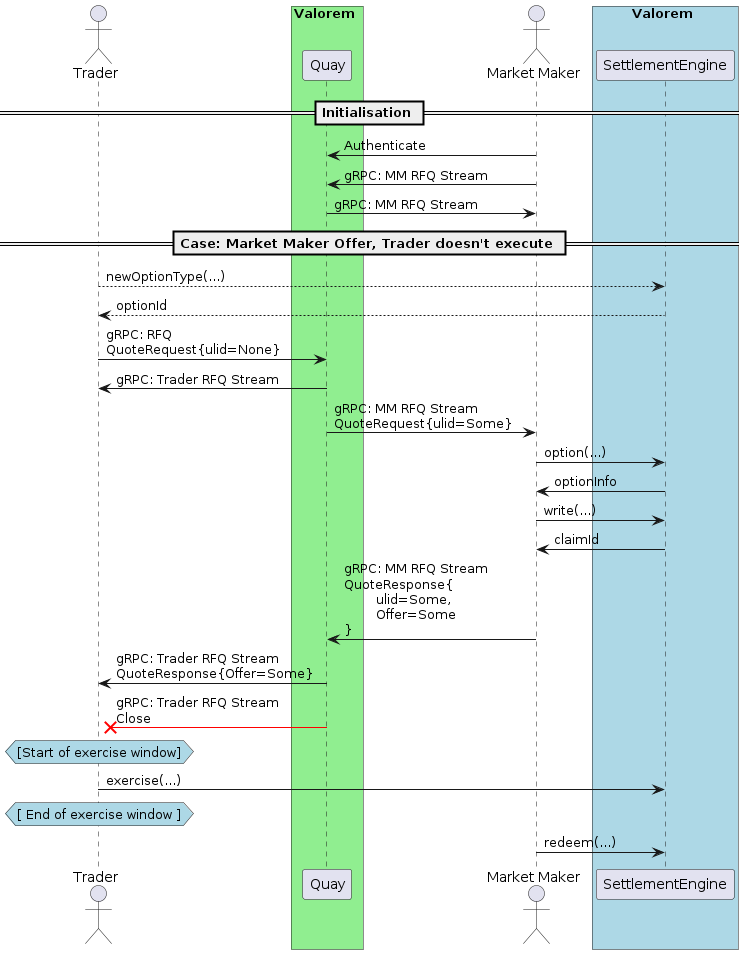 Valorem
Valorem
Trader
Quay
Market Maker
SettlementEngine
Initialisation
Authenticate
gRPC: MM RFQ Stream
gRPC: MM RFQ Stream
Case: Market Maker Offer, Trader doesn't execute
newOptionType(...)
optionId
gRPC: RFQ
QuoteRequest{ulid=None}
gRPC: Trader RFQ Stream
gRPC: MM RFQ Stream
QuoteRequest{ulid=Some}
option(...)
optionInfo
write(...)
claimId
gRPC: MM RFQ Stream
QuoteResponse{
ulid=Some,
Offer=Some
}
gRPC: Trader RFQ Stream
QuoteResponse{Offer=Some}
gRPC: Trader RFQ Stream
Close
[Start of exercise window]
exercise(...)
[ End of exercise window ]
redeem(...)
Trader
Quay
Market Maker
SettlementEngine